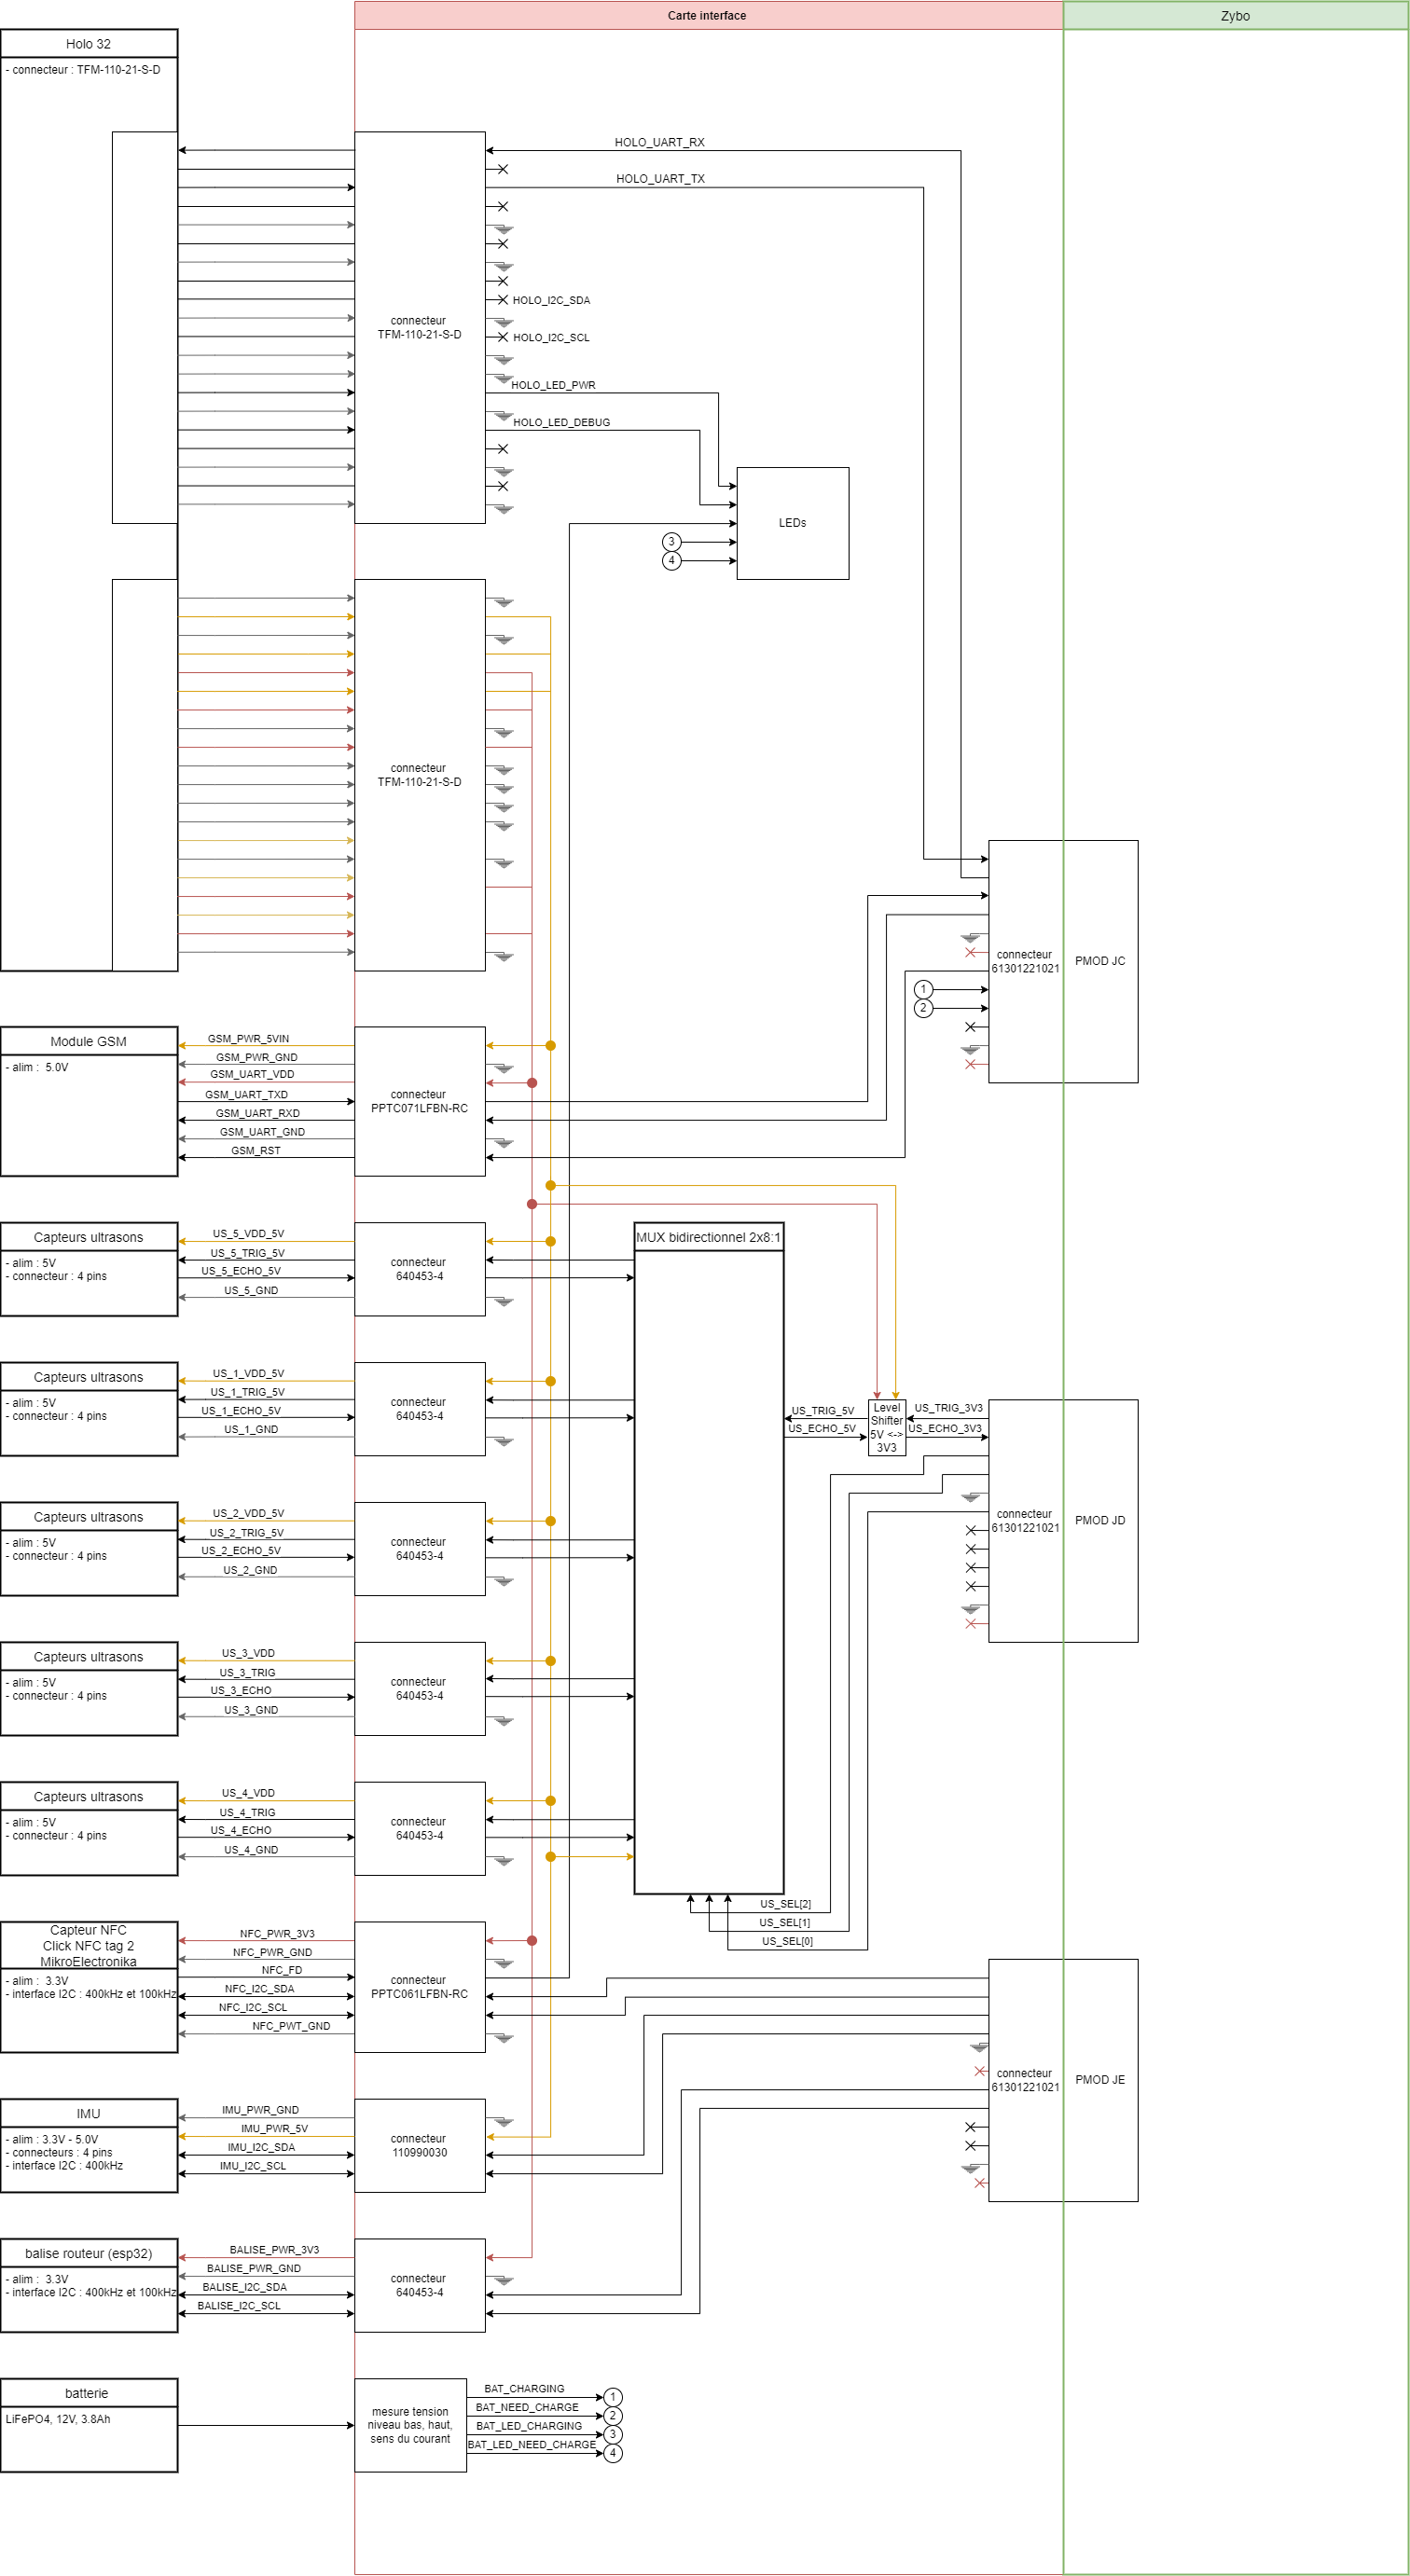 Carte interface
Zybo
Holo 32
- connecteur : TFM-110-21-S-D
HOLO_UART_RX
HOLO_UART_TX
HOLO_I2C_SDA
HOLO_I2C_SCL
connecteur
TFM-110-21-S-D
HOLO_LED_PWR
HOLO_LED_DEBUG
LEDs
3
4
connecteur
TFM-110-21-S-D
connecteur
61301221021
PMOD JC
1
2
Module GSM
- alim : 5.0V
GSM_PWR_5VIN
GSM_PWR_GND
GSM_UART_VDD
GSM_UART_TXD
GSM_UART_RXD
GSM_UART_GND
GSM_RST
connecteur
PPTC071LFBN-RC
Capteurs ultrasons
- alim : 5V
- connecteur : 4 pins
US_5_VDD_5V
US_5_TRIG_5V
US_5_ECHO_5V
US_5_GND
connecteur
640453-4
MUX bidirectionnel 2x8:1
Capteurs ultrasons
- alim : 5V
- connecteur : 4 pins
US_1_VDD_5V
US_1_TRIG_5V
US_1_ECHO_5V
US_1_GND
connecteur
640453-4
US_TRIG_5V
US_ECHO_5V
Level
Shifter
5V <->
3V3
US_TRIG_3V3
US_ECHO_3V3
Capteurs ultrasons
- alim : 5V
- connecteur : 4 pins
US_2_VDD_5V
US_2_TRIG_5V
US_2_ECHO_5V
US_2_GND
connecteur
640453-4
connecteur
61301221021
PMOD JD
Capteurs ultrasons
- alim : 5V
- connecteur : 4 pins
US_3_VDD
US_3_TRIG
US_3_ECHO
US_3_GND
connecteur
640453-4
Capteurs ultrasons
- alim : 5V
- connecteur : 4 pins
US_4_VDD
US_4_TRIG
US_4_ECHO
US_4_GND
connecteur
640453-4
US_SEL[2]
US_SEL[1]
US_SEL[0]
Capteur NFC
Click NFC tag 2
MikroElectronika
- alim : 3.3V
- interface I2C : 400kHz et 100kHz
NFC_PWR_3V3
NFC_PWR_GND
NFC_FD
NFC_I2C_SDA
NFC_I2C_SCL
NFC_PWT_GND
connecteur
PPTC061LFBN-RC
connecteur
61301221021
PMOD JE
IMU
- alim : 3.3V - 5.0V
- connecteurs : 4 pins
- interface I2C : 400kHz
IMU_PWR_GND
IMU_PWR_5V
IMU_I2C_SDA
IMU_I2C_SCL
connecteur
110990030
balise routeur (esp32)
- alim : 3.3V
- interface I2C : 400kHz et 100kHz
BALISE_PWR_3V3
BALISE_PWR_GND
BALISE_I2C_SDA
BALISE_I2C_SCL
connecteur
640453-4
batterie
LiFePO4, 12V, 3.8Ah
mesure tension
niveau bas, haut,
sens du courant
BAT_CHARGING
BAT_NEED_CHARGE
BAT_LED_CHARGING
BAT_LED_NEED_CHARGE
1
2
3
4